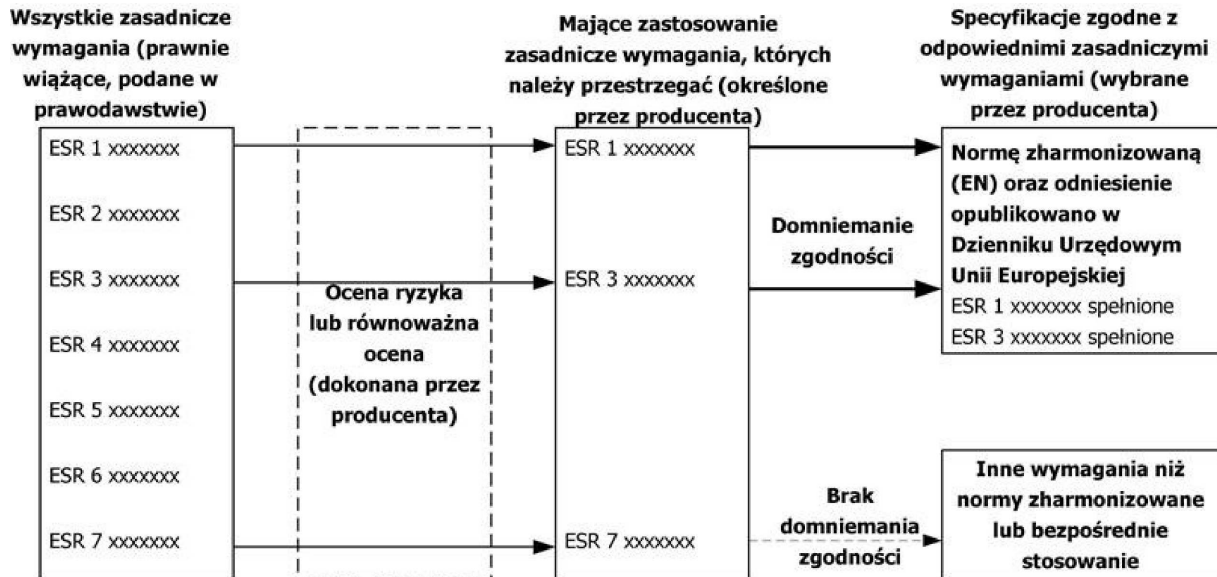 Wszystkie zasadnicze
wymagania (prawnie
wiążące, podane w
prawodawstwie)
ESR 1 xxxxxxx
ESR 2 xxxxxxx
ESR 3 xxxxxxx
ESR 4 xxxxxxx
ESR 5 xxxxxxx
ESR 6 xxxxxxx
ESR 7 xxxxxxx
Ocena ryzyka
lub równoważna
ocena
(dokonana przez
producenta)
Mające zastosowanie
zasadnicze wymagania, których
należy przestrzegać (określone
przez producenta)
ESR 1 xxxxxxx
ESR 3 xxxxxxx
ESR 7 xxxxxxx
Domniemanie
zgodności
Brak
domniemania
zgodności
Specyfikacje zgodne z
odpowiednimi zasadniczymi
wymaganiami (wybrane
przez producenta)
Normę zharmonizowaną
(EN) oraz odniesienie
opublikowano w
Dzienniku Urzędowym
Unii Europejskiej
ESR 1 xxxxxxx spełnione
ESR 3 xxxxxxx spełnione
Inne wymagania niż
normy zharmonizowane
lub bezpośrednie
stosowanie